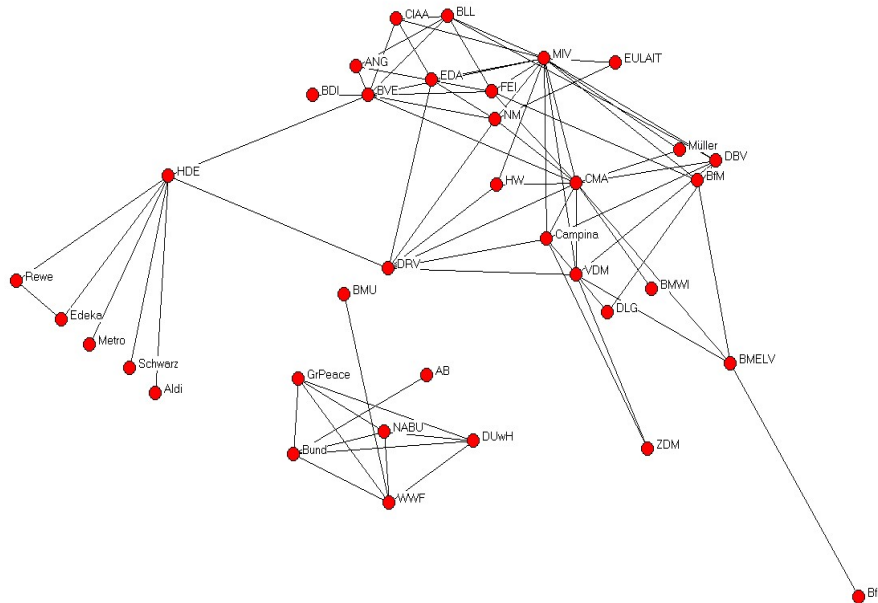 CIAA
BLL
MIV
EULAIT
ANG
EDA
BDI
BVE
FEI
NM
Müller
DBV
HDE
HW
CMA
BfM
Campina
DRV
VDM
Rewe
BMU
BMWI
Edeka
DLG
Metro
Schwarz
BMELV
GrPeace
AB
Aldi
NABU
DUwH
Bund
ZDM
WWF
Bf